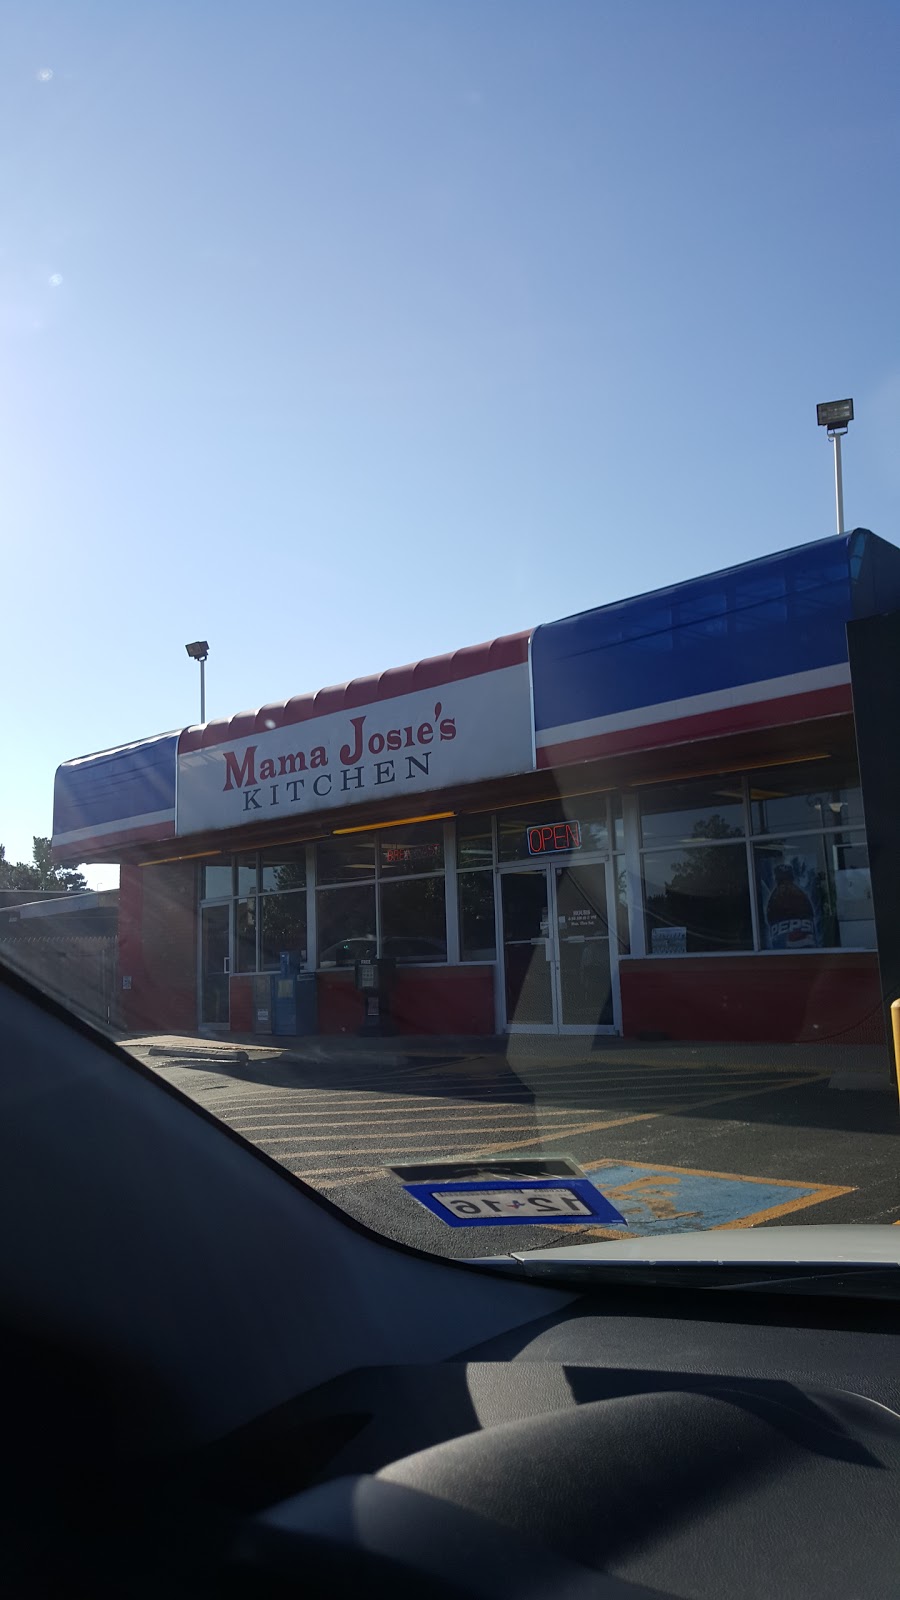 Mama Josie's
KITCHEN
OPEN
PEPSI
12 16